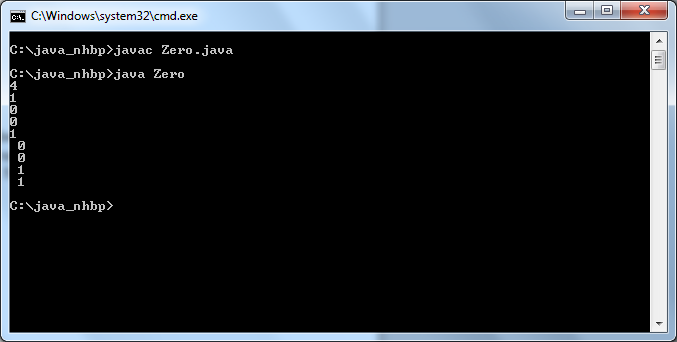 C:\Windows\system32\cmd.exe
C:\java_nhbp>javac Zero.java
C:\java_nhbp>java Zero
4
1
0
0
1
0
0
1
1
C:\java_nhbp>